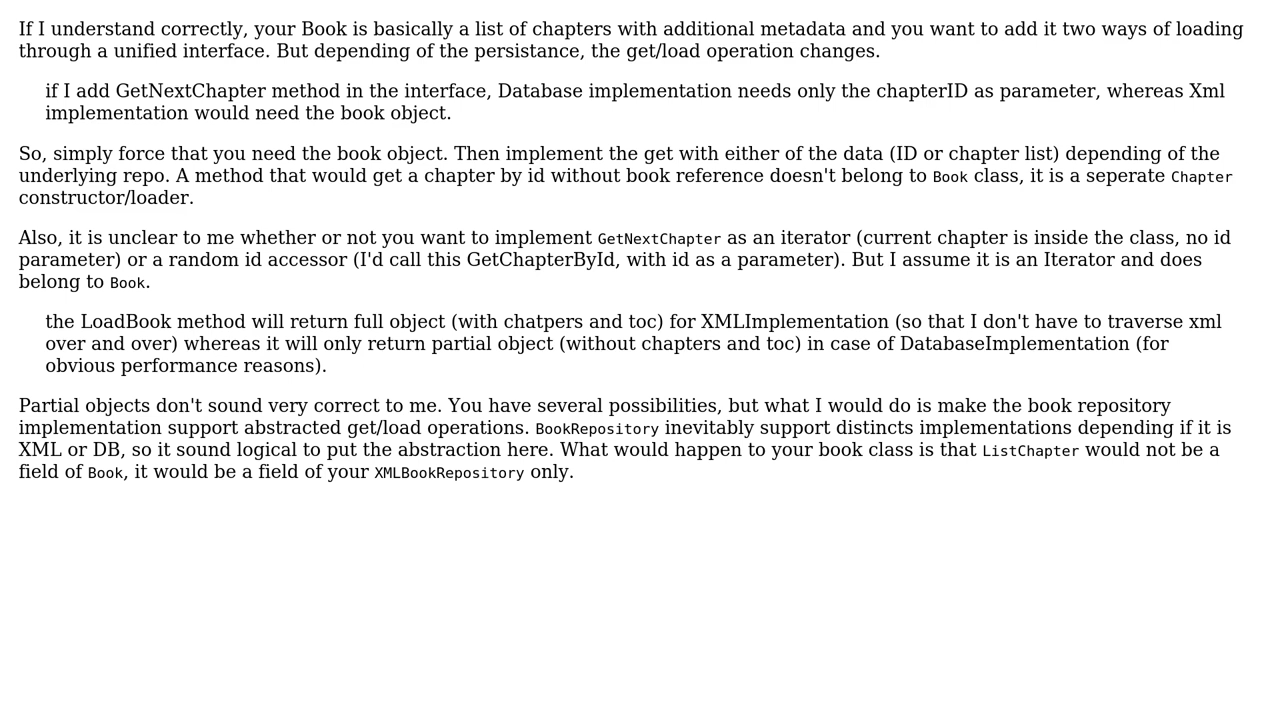 If I understand correctly, your Book is basically a list of chapters with additional metadata and you want to add it two ways of loading
through a unified interface. But depending of the persistance, the get/load operation changes.
if I add GetNextChapter method in the interface, Database implementation needs only the chapterID as parameter, whereas Xml
implementation would need the book object.
So, simply force that you need the book object. Then implement the get with either of the data (ID or chapter list) depending of the
underlying repo. A method that would get a chapter by id without book reference doesn't belong to Book class, it is a seperate Chapter
constructor/loader.
Also, it is unclear to me whether or not you want to implement GetNextChapter as an iterator (current chapter is inside the class, no id
parameter) or a random id accessor (I'd call this GetChapterById, with id as a parameter). But I assume it is an Iterator and does
belong to Book.
the LoadBook method will return full object (with chatpers and toc) for XMLImplementation (so that I don't have to traverse xml
over and over) whereas it will only return partial object (without chapters and toc) in case of DatabaseImplementation (for
obvious performance reasons).
Partial objects don't sound very correct to me. You have several possibilities, but what I would do is make the book repository
implementation support abstracted get/load operations. BookRepository inevitably support distincts implementations depending if it is
XML or DB, so it sound logical to put the abstraction here. What would happen to your book class is that ListChapter would not be a
field of Book, it would be a field of your XMLBookRepository only.